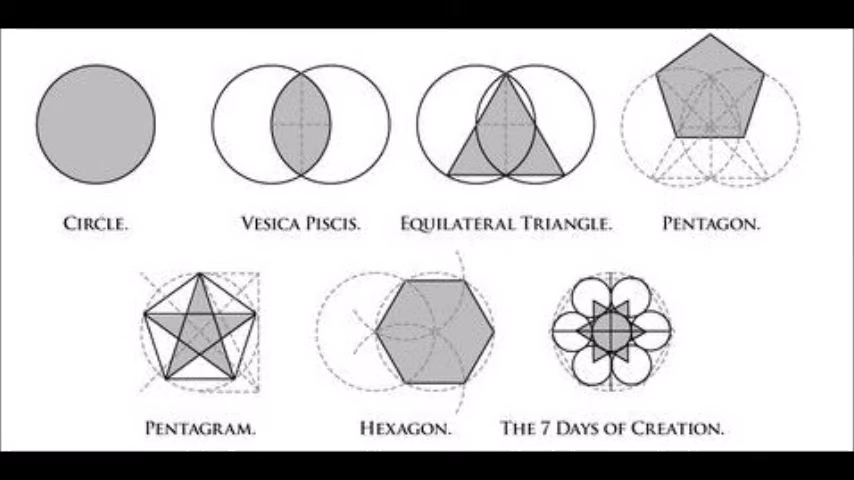 CIRCLE.
VESICA PISCIS.
EQUILATERAL TRIANGLE.
PENTAGON.
PENTAGRAM.
HEXAGON.
THE 7 DAYS OF CREATION.